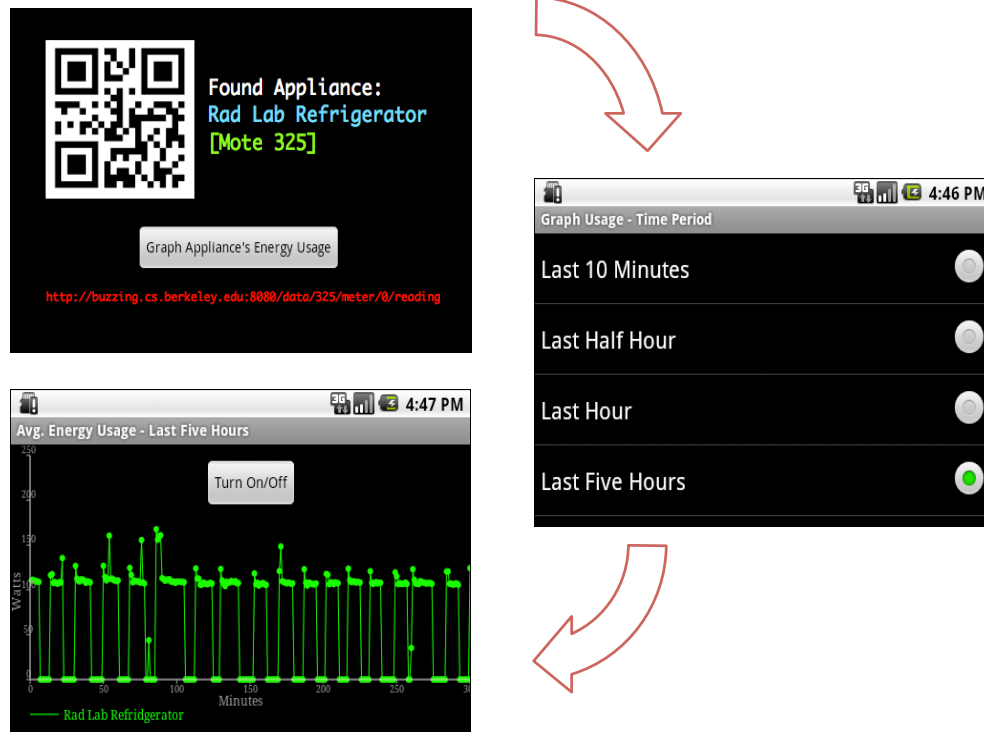 Found Appliance:
Rad Lab Refrigerator
[Mote 325]
Graph Appliance's Energy Usage
http://buzzing.cs.berkeley.edu:8080/data/325/meter/0/reading
3G 4:46 PM
Graph Usage - Time Period
Last 10 Minutes
Last Half Hour
Last Hour
Last Five Hours
3G 4:47 PM
Avg. Energy Usage - Last Five Hours
Turn On/Off
250
200
150
100
50
0
Watts
0 50 100 150 200 250 30
Minutes
Rad Lab Refridgerator